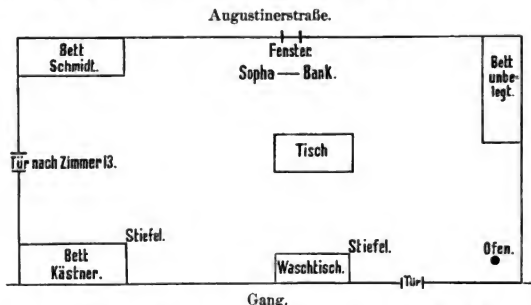 Augustinerstraße.
Bett
Schmidt.
Fenster.
Sopha — Bank.
Bett
unbe-
legt.
Tür nach Zimmer 13.
Tisch
Stiefel.
Bett
Kästner.
Stiefel.
Waschtisch.
Ofen.
Tür
Gang.